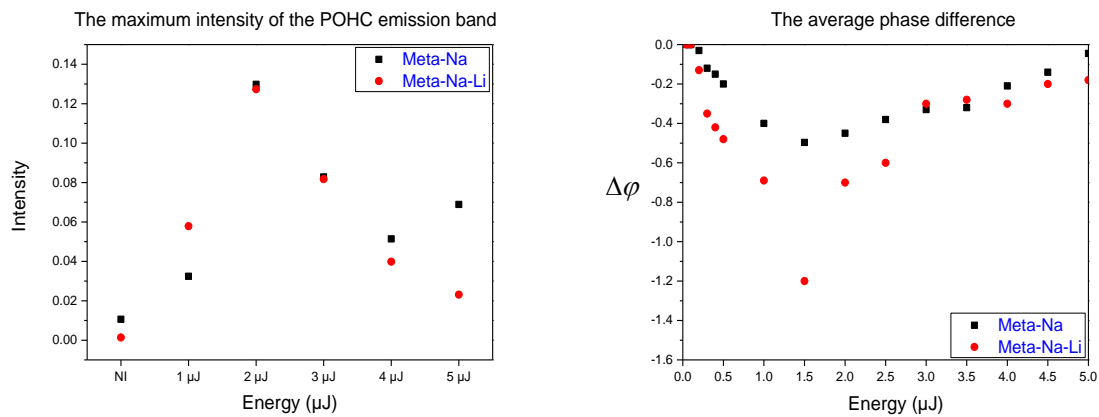 The maximum intensity of the POHC emission band
0.14
0.12
0.10
0.08
0.06
0.04
0.02
0.00
Intensity
Meta-Na
Meta-Na-Li
NI 1 µJ 2 µJ 3 µJ 4 µJ 5 µJ
Energy (µJ)
The average phase difference
0.0
-0.2
-0.4
-0.6
-0.8
-1.0
-1.2
-1.4
-1.6
Δφ
Meta-Na
Meta-Na-Li
0.0 0.5 1.0 1.5 2.0 2.5 3.0 3.5 4.0 4.5 5.0
Energy (µJ)